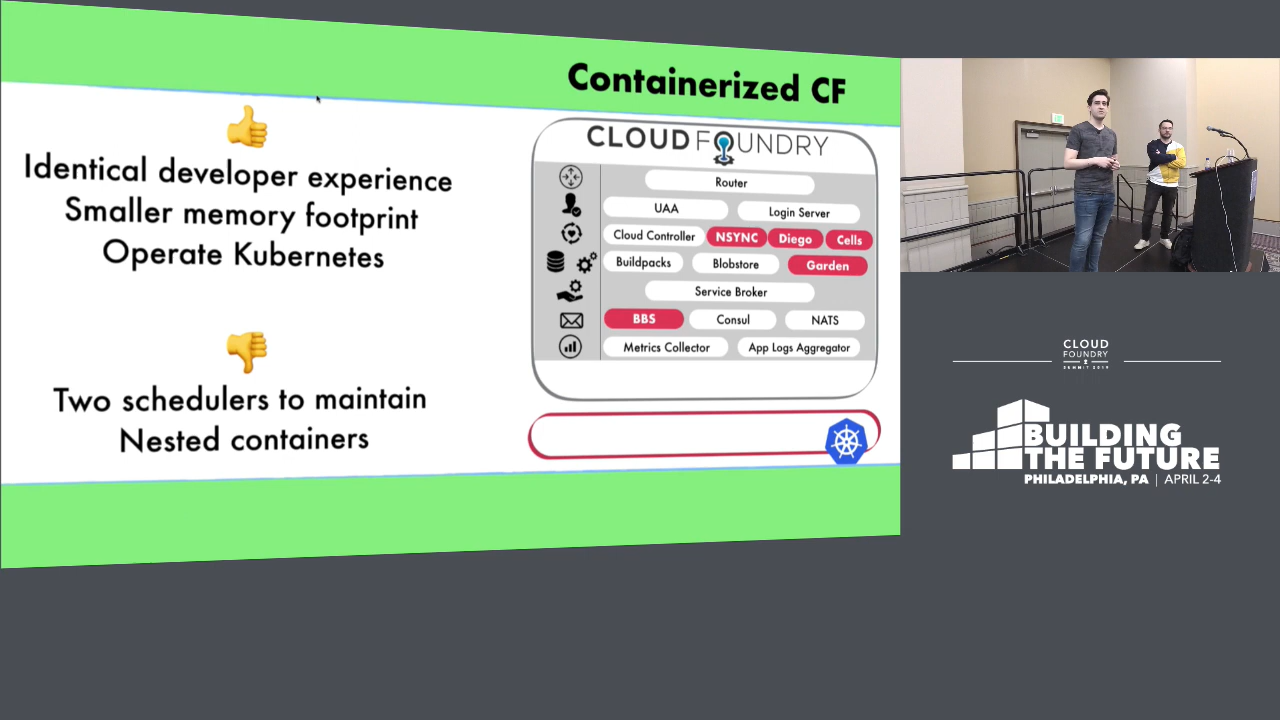 Containerized CF
Identical developer experience
Smaller memory footprint
Operate Kubernetes
Two schedulers to maintain
Nested containers
CLOUD FOUNDRY
Router
UAA
Login Server
Cloud Controller
NSYNC
Diego
Cells
Buildpacks
Blobstore
Garden
Service Broker
BBS
Consul
NATS
Metrics Collector
App Logs Aggregator
CLOUD
FOUNDRY
SUMMIT 2019
BUILDING
THE FUTURE
PHILADELPHIA, PA | APRIL 2-4